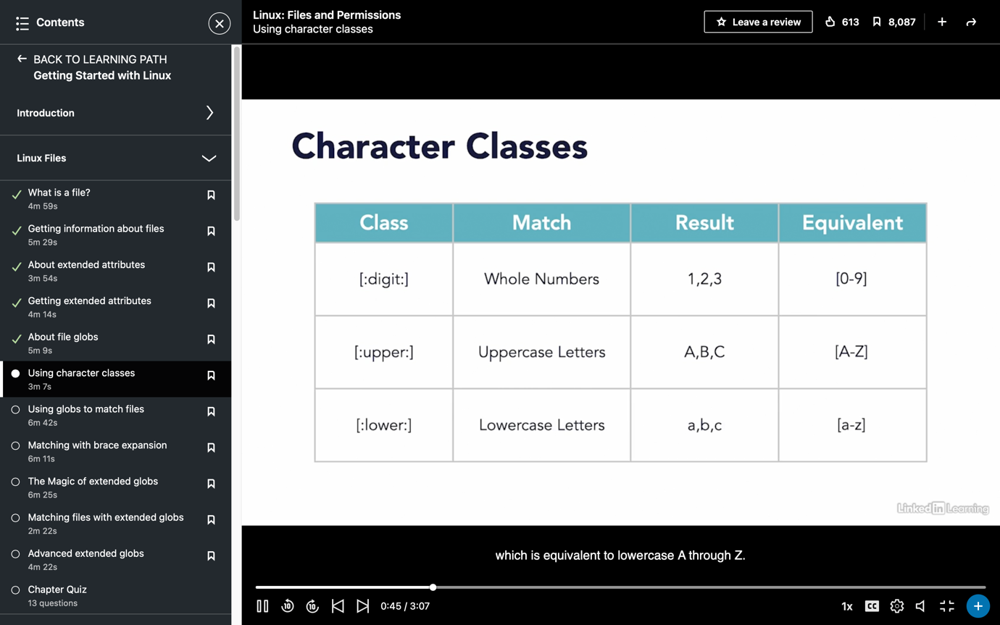 Contents
BACK TO LEARNING PATH
Getting Started with Linux
Introduction
Linux Files
What is a file?
4m 59s
Getting information about files
5m 29s
About extended attributes
3m 54s
Getting extended attributes
4m 14s
About file globs
5m 9s
Using character classes
3m 7s
Using globs to match files
6m 42s
Matching with brace expansion
6m 11s
The Magic of extended globs
6m 25s
Matching files with extended globs
2m 22s
Advanced extended globs
4m 22s
Chapter Quiz
13 questions
Linux: Files and Permissions
Using character classes
Leave a review 613 8,087
Character Classes
Class Match Result Equivalent
[:digit:] Whole Numbers 1,2,3 [0-9]
[:upper:] Uppercase Letters A,B,C [A-Z]
[:lower:] Lowercase Letters a,b,c [a-z]
Linked in Learning
which is equivalent to lowercase A through Z.
10 10 0:45 / 3:07 1x CC